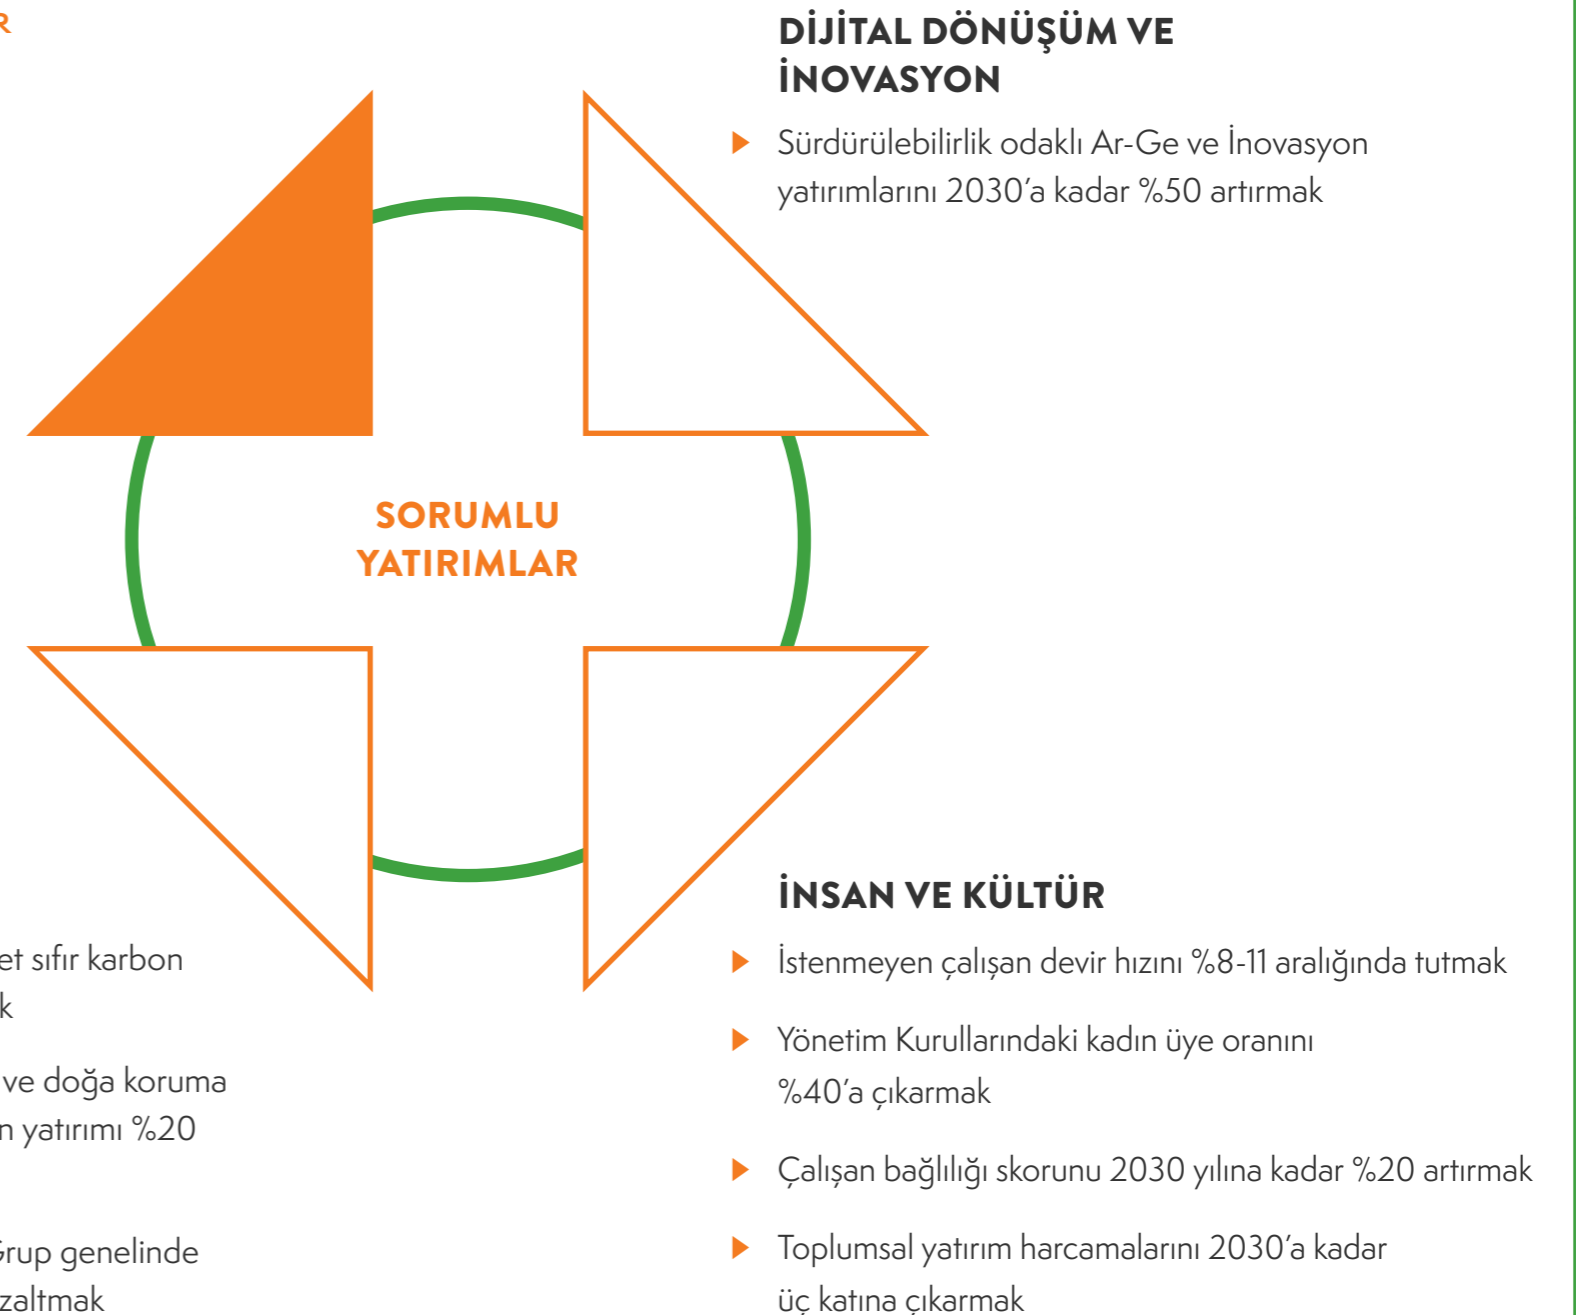 R
DİJİTAL DÖNÜŞÜM VE
İNOVASYON
Sürdürülebilirlik odaklı Ar-Ge ve İnovasyon
yatırımlarını 2030’a kadar %50 artırmak
SORUMLU
YATIRIMLAR
et sıfır karbon
k
ve doğa koruma
n yatırımı %20
Grup genelinde
zaltmak
İNSAN VE KÜLTÜR
İstenmeyen çalışan devir hızını %8-11 aralığında tutmak
Yönetim Kurullarındaki kadın üye oranını
%40’a çıkarmak
Çalışan bağlılığı skorunu 2030 yılına kadar %20 artırmak
Toplumsal yatırım harcamalarını 2030’a kadar
üç katına çıkarmak